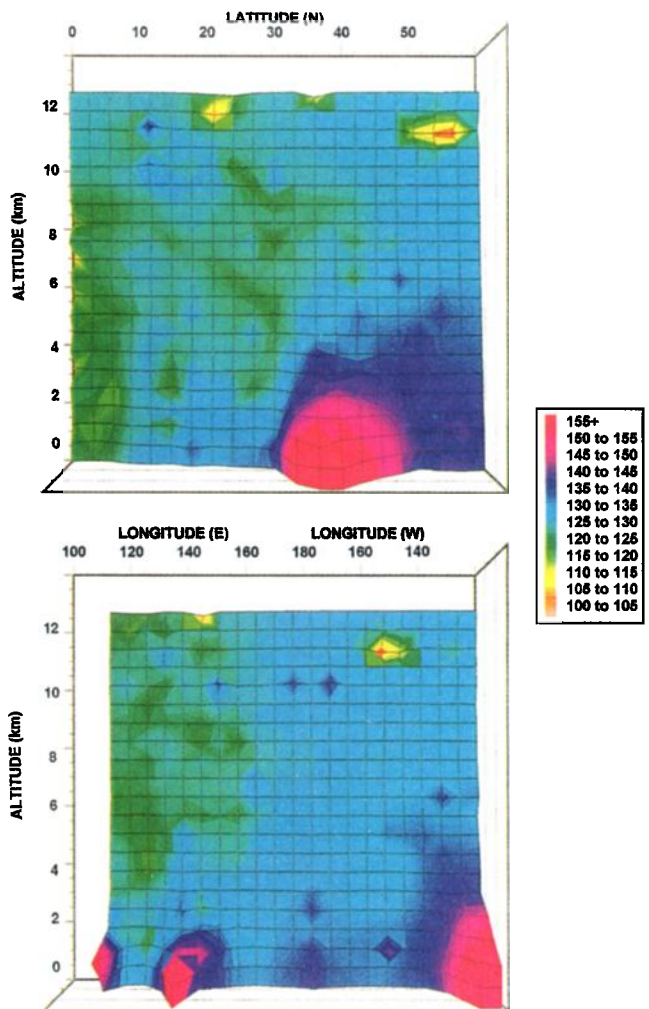 LATITUDE (N)
0 10 20 30 40 50
12
10
8
6
4
2
0
ALTITUDE (km)
155+
150 to 155
145 to 150
140 to 145
135 to 140
130 to 135
125 to 130
120 to 125
115 to 120
110 to 115
105 to 110
100 to 105
LONGITUDE (E) LONGITUDE (W)
100 120 140 160 180 160 140
12
10
8
6
4
2
0
ALTITUDE (km)